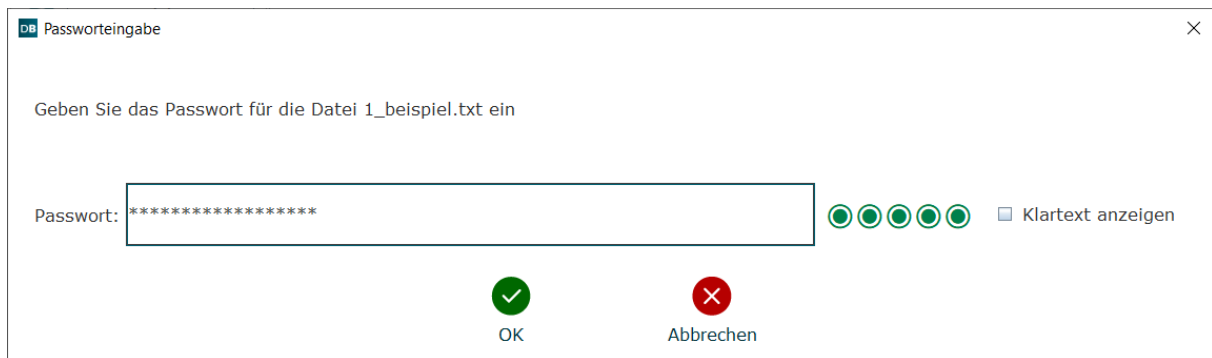 DB Passworteingabe
Geben Sie das Passwort für die Datei 1_beispiel.txt ein
Passwort: ****************** Klartext anzeigen
OK Abbrechen